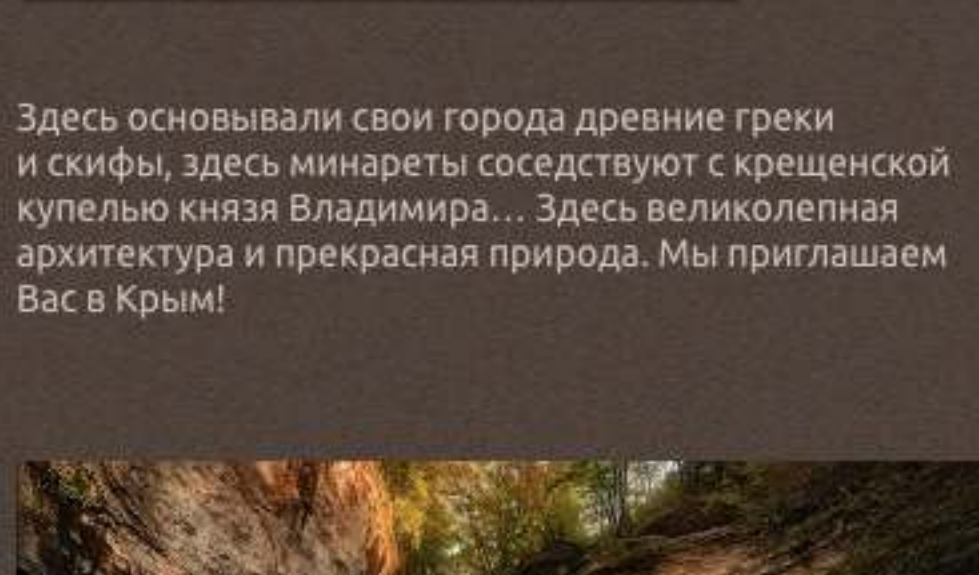 Здесь основывали свои города древние греки
и скифы, здесь минареты соседствуют с крещенской
купелью князя Владимира... Здесь великолепная
архитектура и прекрасная природа. Мы приглашаем
Вас в Крым!